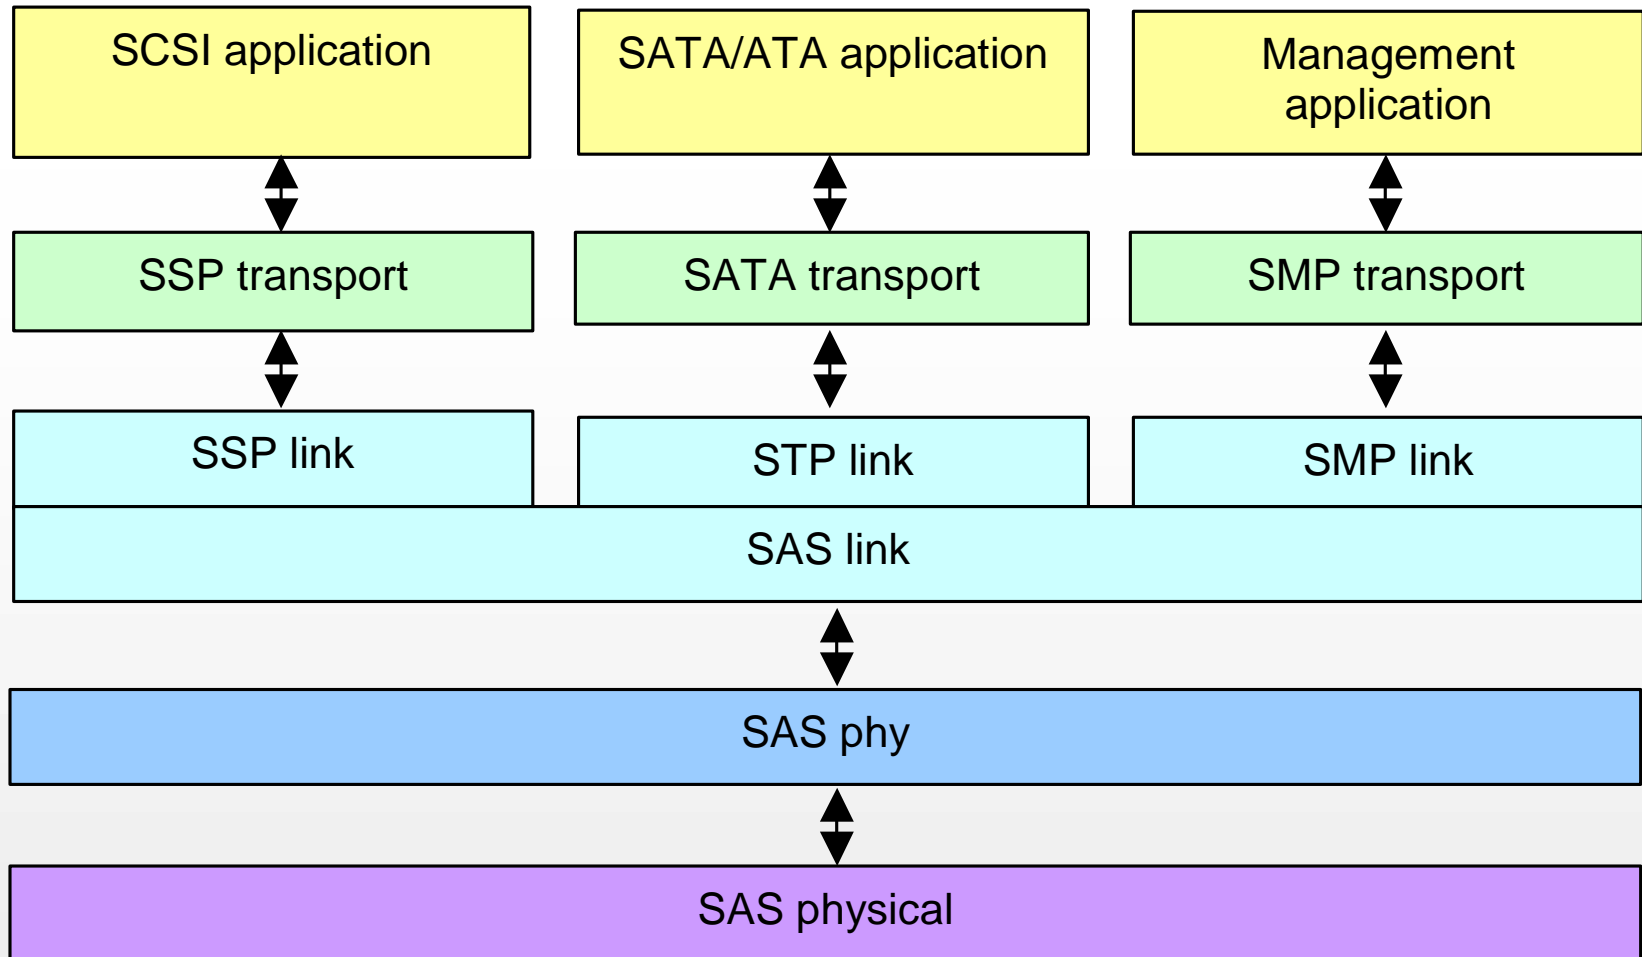 SCSI application
SATA/ATA application
Management
application
SSP transport
SATA transport
SMP transport
SSP link
STP link
SMP link
SAS link
SAS phy
SAS physical